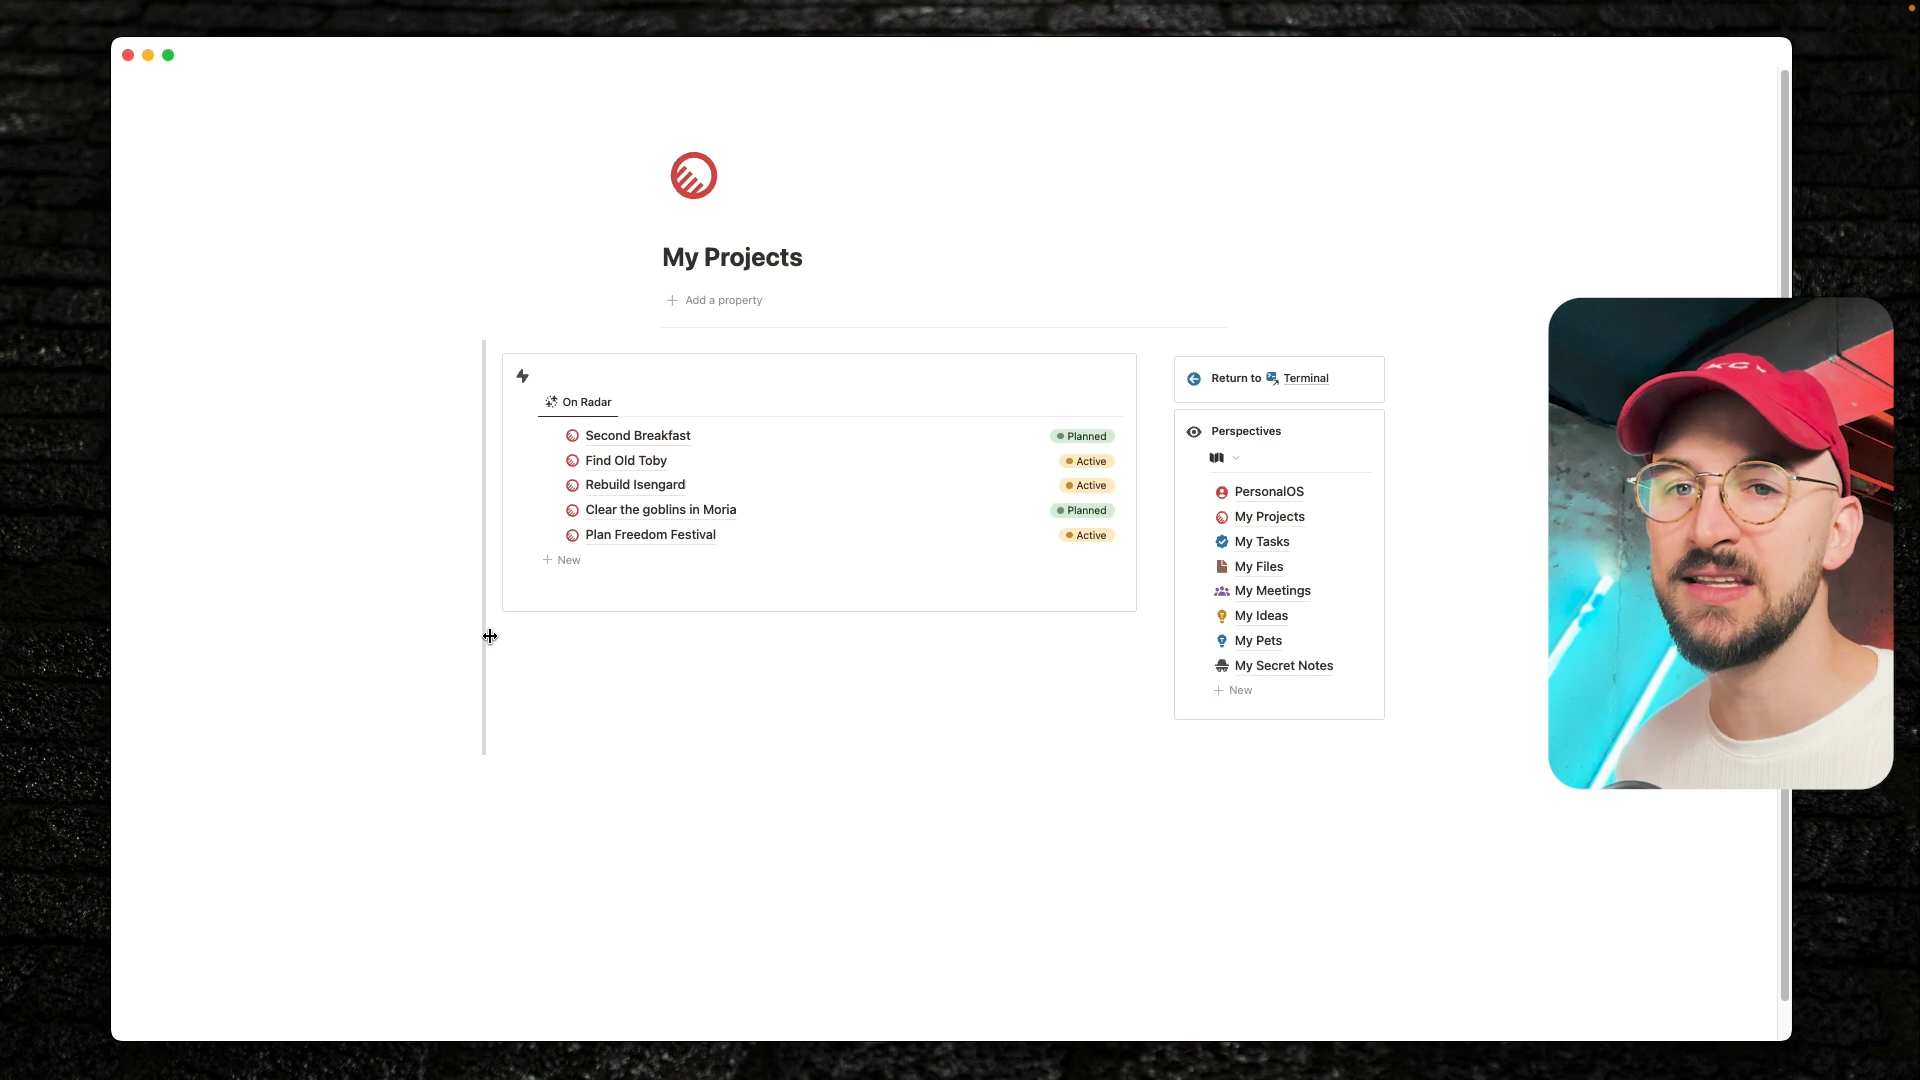 My Projects
Add a property
On Radar
Second Breakfast Planned
Find Old Toby Active
Rebuild Isengard Active
Clear the goblins in Moria Planned
Plan Freedom Festival Active
New
Return to Terminal
Perspectives
PersonalOS
My Projects
My Tasks
My Files
My Meetings
My Ideas
My Pets
My Secret Notes
New